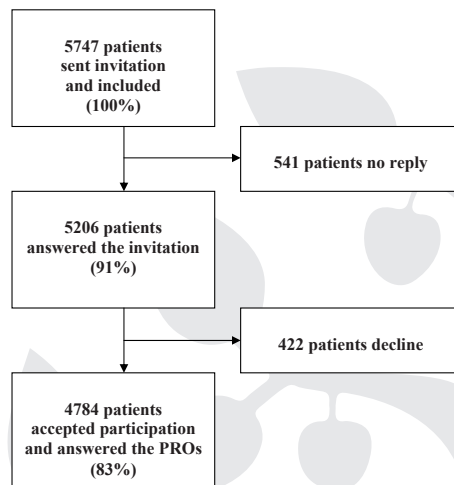 5747 patients
sent invitation
and included
(100%)
541 patients no reply
5206 patients
answered the invitation
(91%)
422 patients decline
4784 patients
accepted participation
and answered the PROs
(83%)